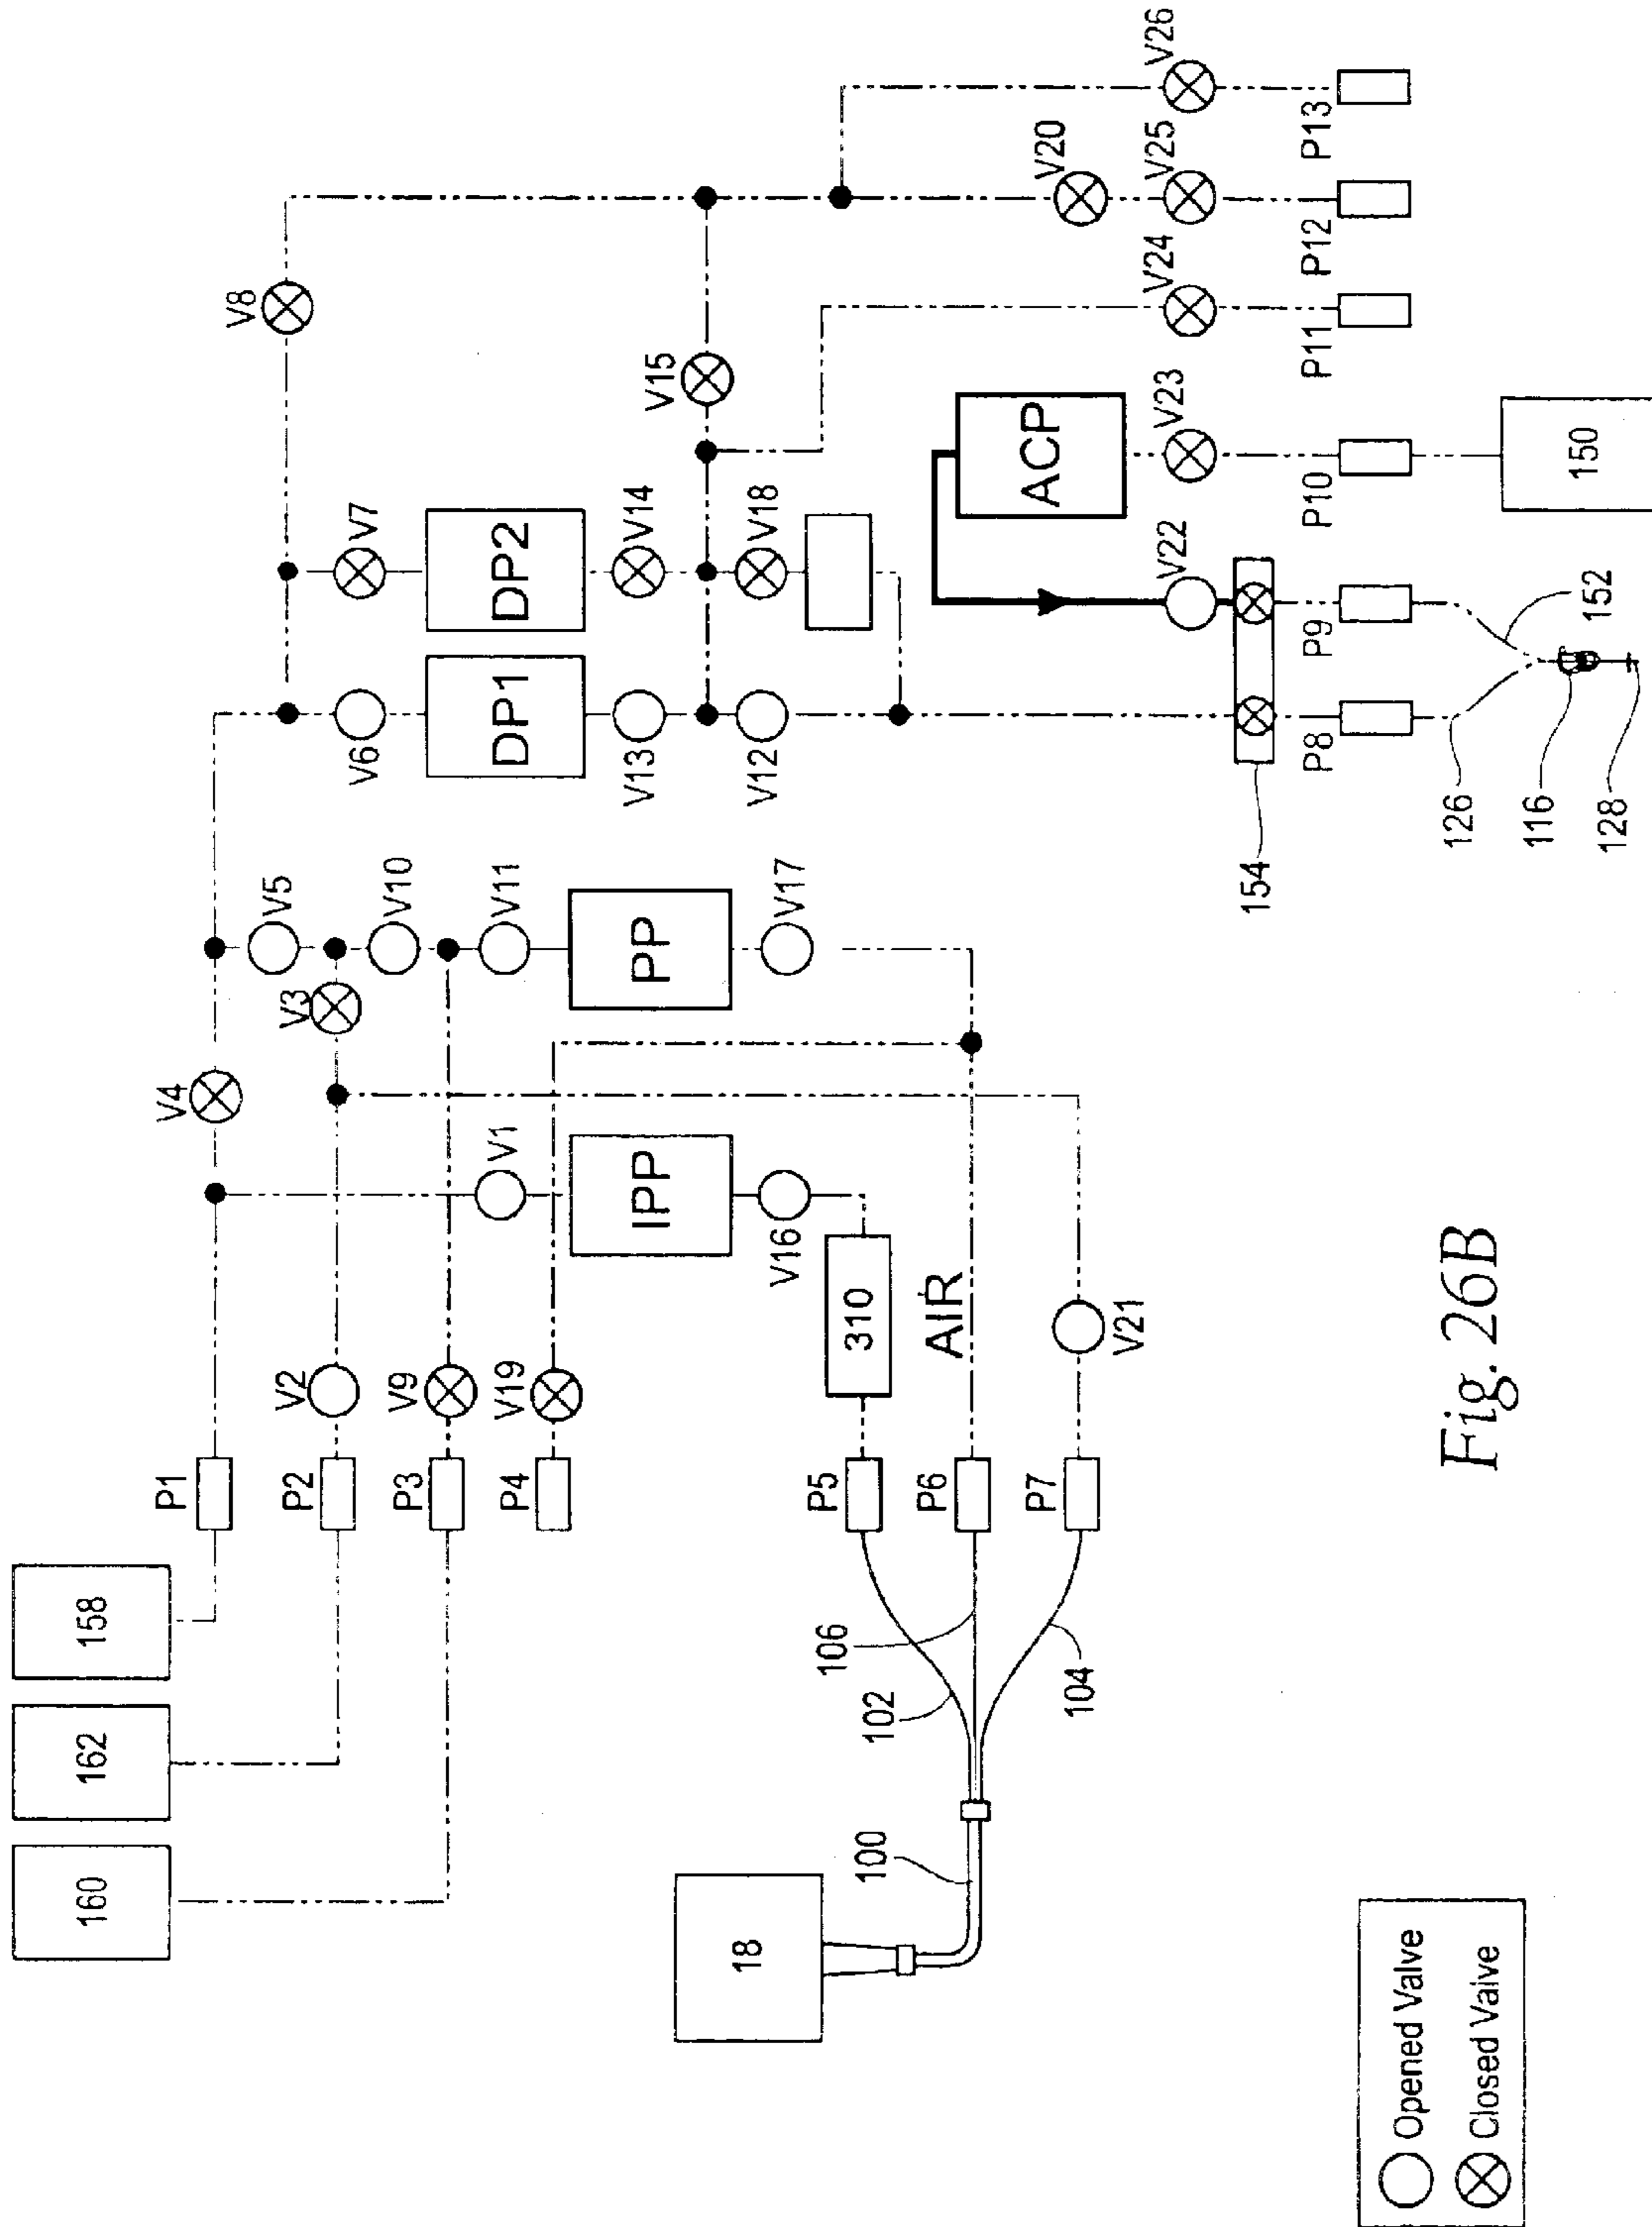 160
162
158
P1
P2
P3
P4
V2
V9
V19
V4
V3
V5
V10
V11
PP
V17
V1
IPP
V16
310
AIR
V21
P5
P6
P7
102
106
104
100
18
V6
DP1
V13
V12
V7
DP2
V14
V18
V8
V15
V20
V24
V25
V26
ACP
V22
V23
154
P8
P9
P10
P11
P12
P13
126
116
128
152
150
Opened Valve
Closed Valve
Fig. 26B